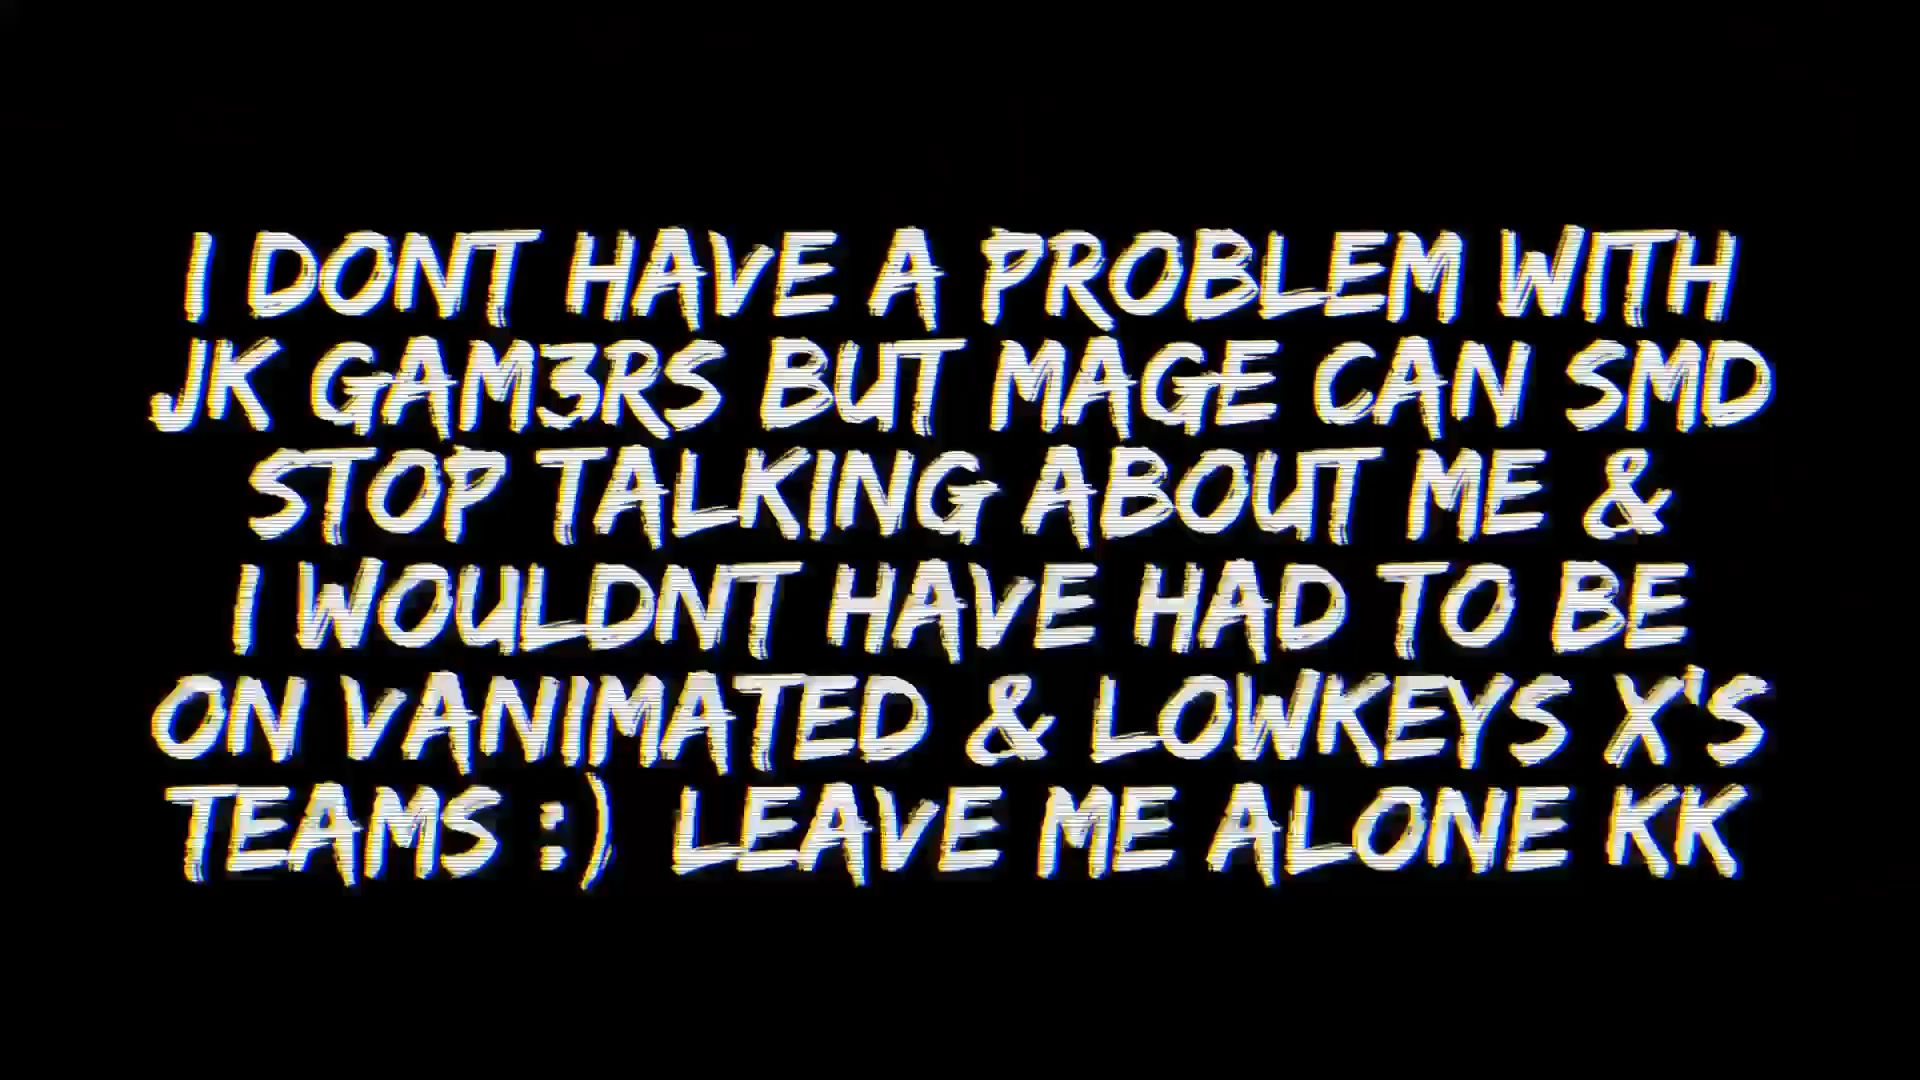 I DONT HAVE A PROBLEM WITH
JK GAM3RS BUT MAGE CAN SMD
STOP TALKING ABOUT ME &
I WOULDNT HAVE HAD TO BE
ON VANIMATED & LOWKEYS X'S
TEAMS :) LEAVE ME ALONE KK